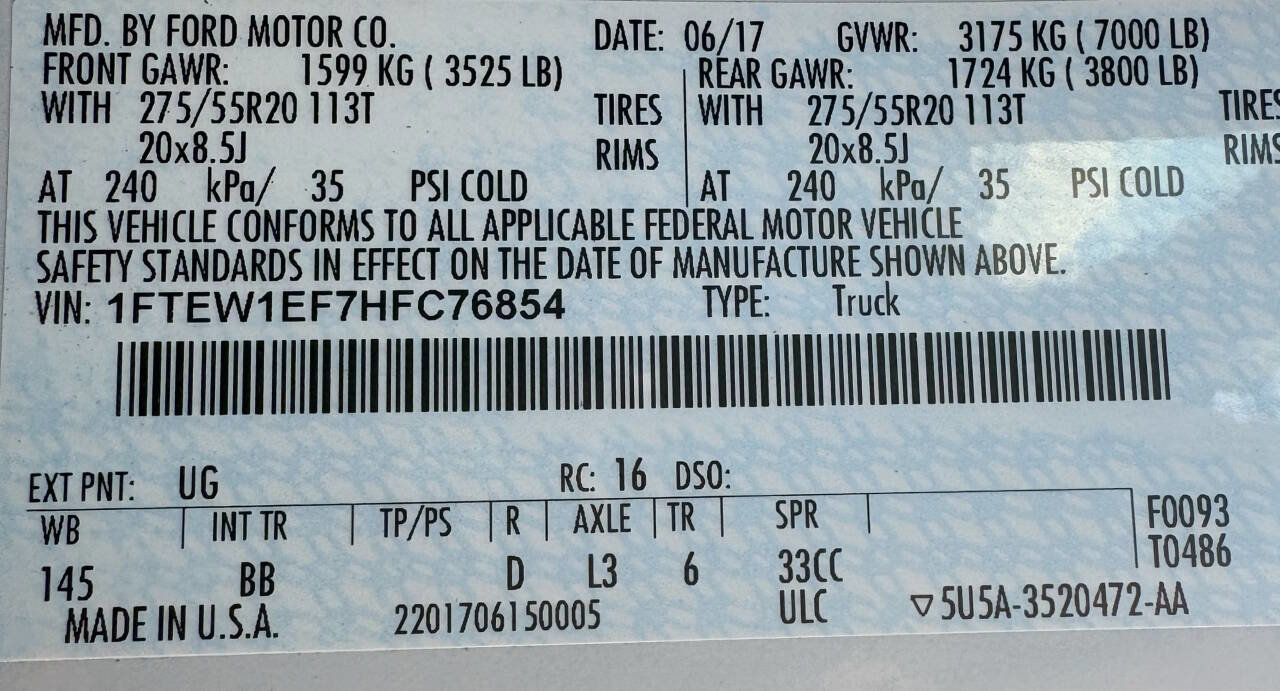 MFD. BY FORD MOTOR CO. DATE: 06/17 GVWR: 3175 KG ( 7000 LB)
FRONT GAWR: 1599 KG ( 3525 LB) REAR GAWR: 1724 KG ( 3800 LB)
WITH 275/55R20 113T TIRES WITH 275/55R20 113T TIRES
20x8.5J RIMS 20x8.5J RIMS
AT 240 kPa/ 35 PSI COLD AT 240 kPa/ 35 PSI COLD
THIS VEHICLE CONFORMS TO ALL APPLICABLE FEDERAL MOTOR VEHICLE
SAFETY STANDARDS IN EFFECT ON THE DATE OF MANUFACTURE SHOWN ABOVE.
VIN: 1FTEW1EF7HFC76854 TYPE: Truck
EXT PNT: UG RC: 16 DSO:
WB INT TR TP/PS R AXLE TR SPR F0093
T0486
145 BB D L3 6 33CC
ULC
MADE IN U.S.A. 2201706150005 ▽5U5A-3520472-AA